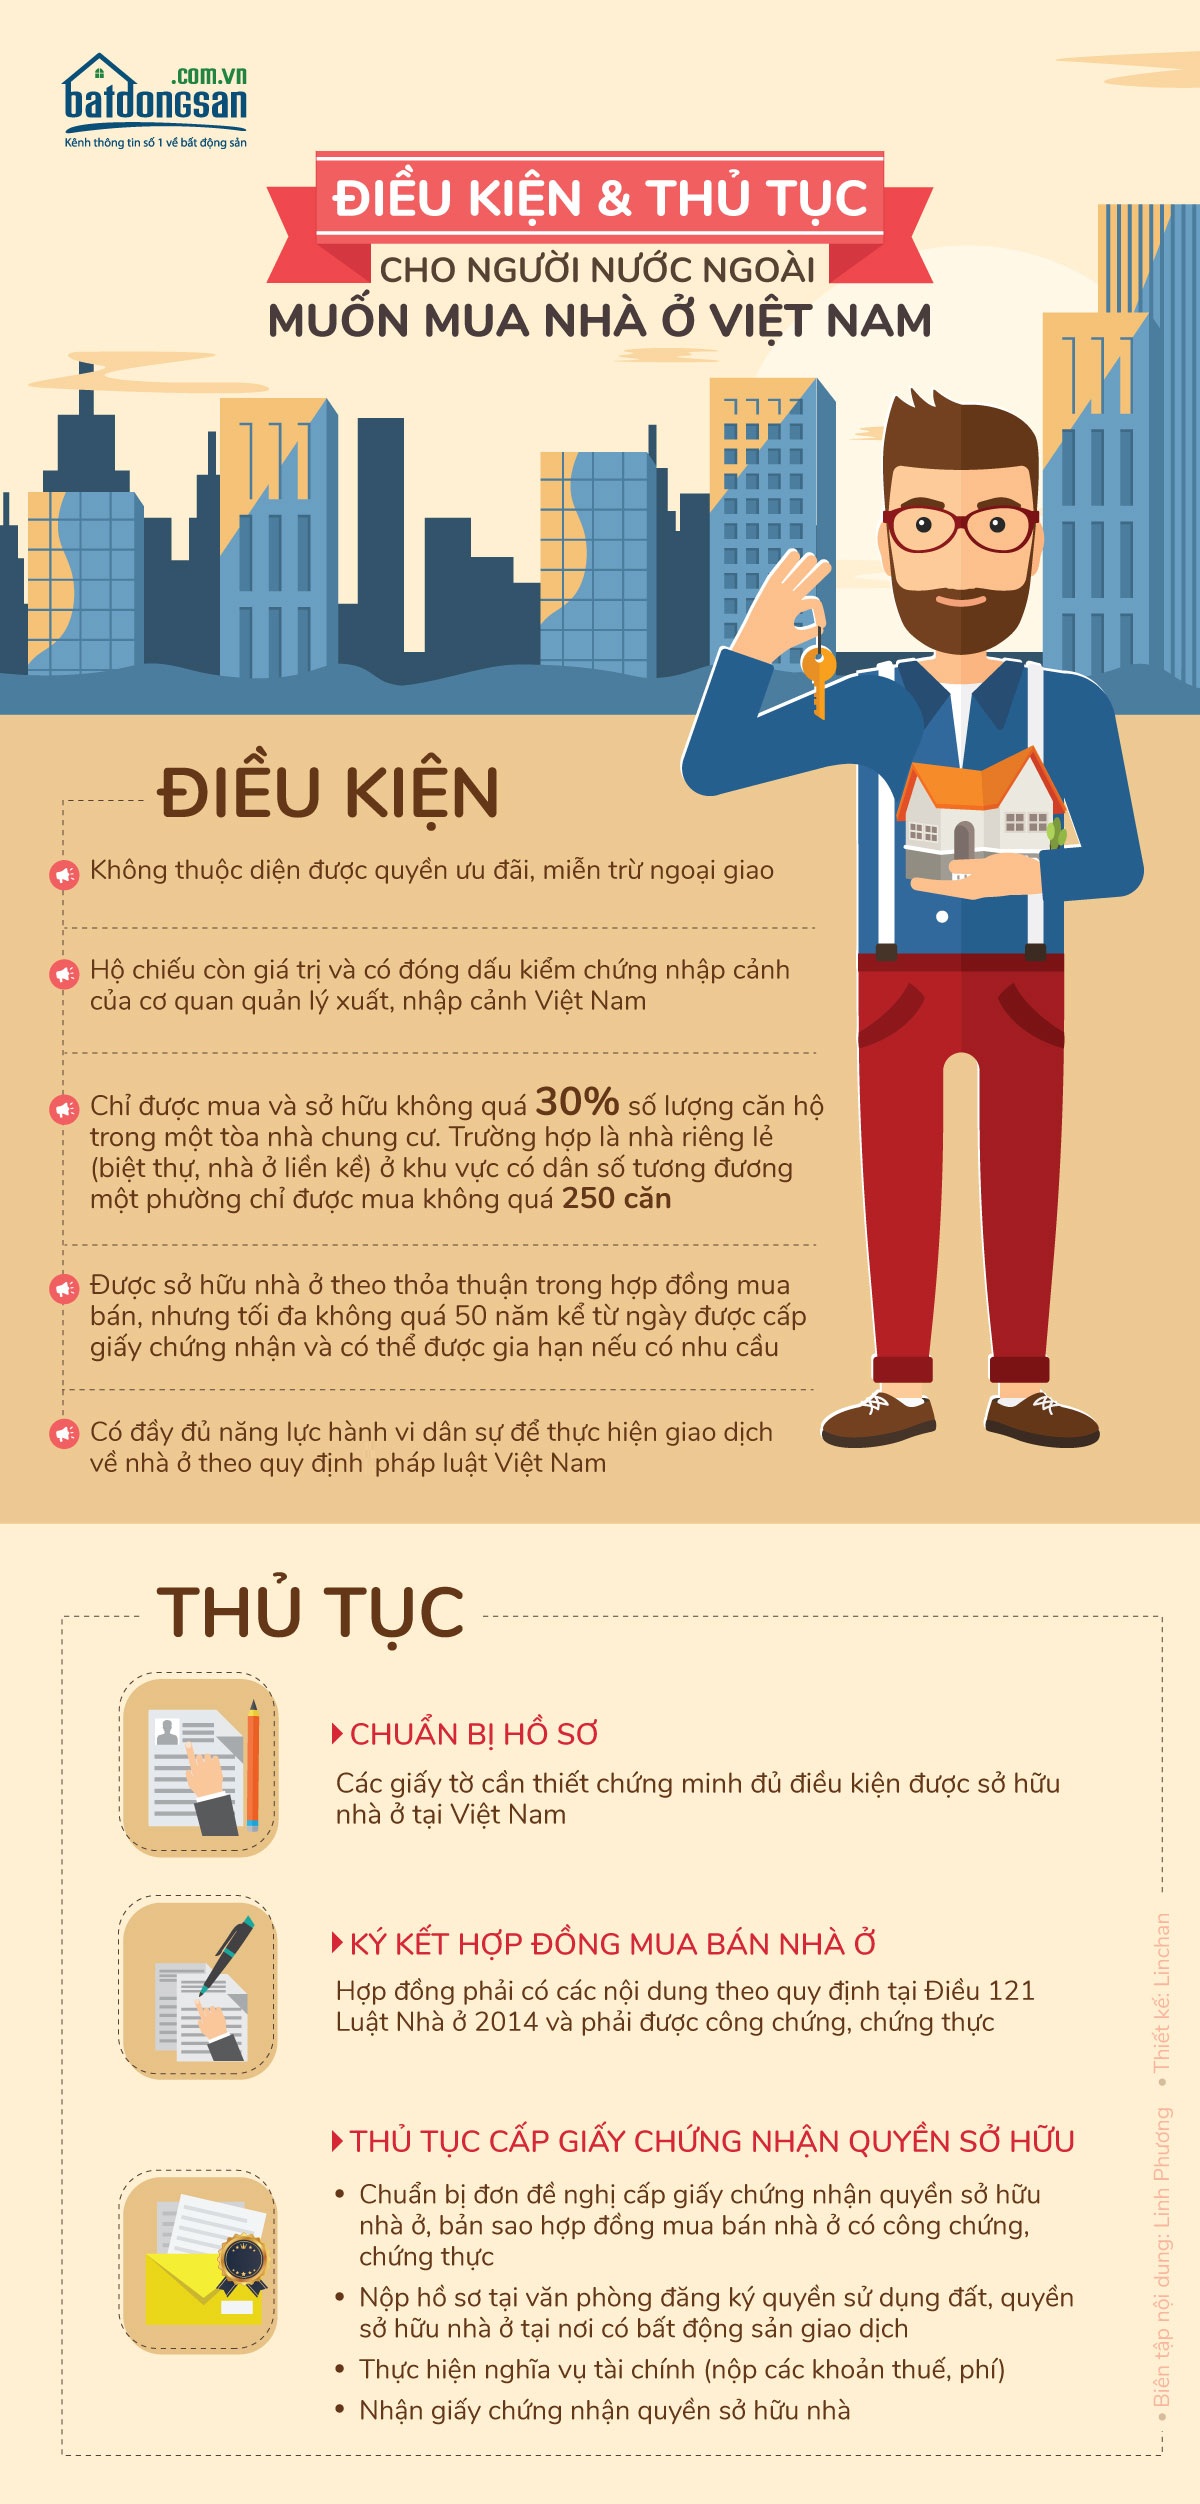 .com.vn
batdongsan
Kênh thông tin số 1 về bất động sản
ĐIỀU KIỆN & THỦ TỤC
CHO NGƯỜI NƯỚC NGOÀI
MUỐN MUA NHÀ Ở VIỆT NAM
ĐIỀU KIỆN
Không thuộc diện được quyền ưu đãi, miễn trừ ngoại giao
Hộ chiếu còn giá trị và có đóng dấu kiểm chứng nhập cảnh
của cơ quan quản lý xuất, nhập cảnh Việt Nam
Chỉ được mua và sở hữu không quá 30% số lượng căn hộ
trong một tòa nhà chung cư. Trường hợp là nhà riêng lẻ
(biệt thự, nhà ở liền kề) ở khu vực có dân số tương đương
một phường chỉ được mua không quá 250 căn
Được sở hữu nhà ở theo thỏa thuận trong hợp đồng mua
bán, nhưng tối đa không quá 50 năm kể từ ngày được cấp
giấy chứng nhận và có thể được gia hạn nếu có nhu cầu
Có đầy đủ năng lực hành vi dân sự để thực hiện giao dịch
về nhà ở theo quy định pháp luật Việt Nam
THỦ TỤC
CHUẨN BỊ HỒ SƠ
Các giấy tờ cần thiết chứng minh đủ điều kiện được sở hữu
nhà ở tại Việt Nam
KÝ KẾT HỢP ĐỒNG MUA BÁN NHÀ Ở
Hợp đồng phải có các nội dung theo quy định tại Điều 121
Luật Nhà ở 2014 và phải được công chứng, chứng thực
THỦ TỤC CẤP GIẤY CHỨNG NHẬN QUYỀN SỞ HỮU
• Chuẩn bị đơn đề nghị cấp giấy chứng nhận quyền sở hữu
nhà ở, bản sao hợp đồng mua bán nhà ở có công chứng,
chứng thực
• Nộp hồ sơ tại văn phòng đăng ký quyền sử dụng đất, quyền
sở hữu nhà ở tại nơi có bất động sản giao dịch
• Thực hiện nghĩa vụ tài chính (nộp các khoản thuế, phí)
• Nhận giấy chứng nhận quyền sở hữu nhà
• Biên tập nội dung: Linh Phương • Thiết kế: Linchan